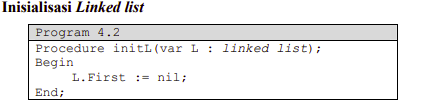 Inisialisasi Linked list
Program 4.2
Procedure initL(var L : linked list);
Begin
L.First := nil;
End;